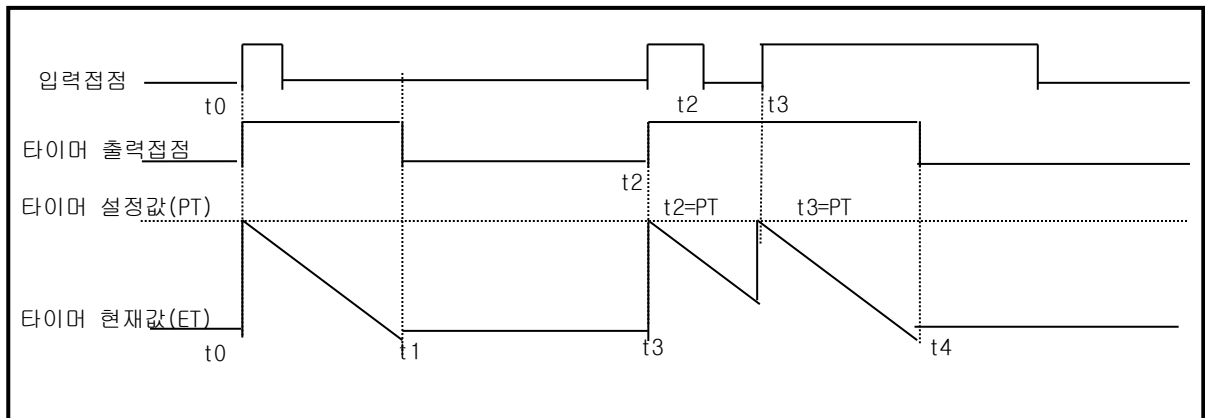 입력접점
t0
t2
t3
타이머 출력접점
t2
타이머 설정값(PT)
t2=PT
t3=PT
타이머 현재값(ET)
t0
t1
t3
t4